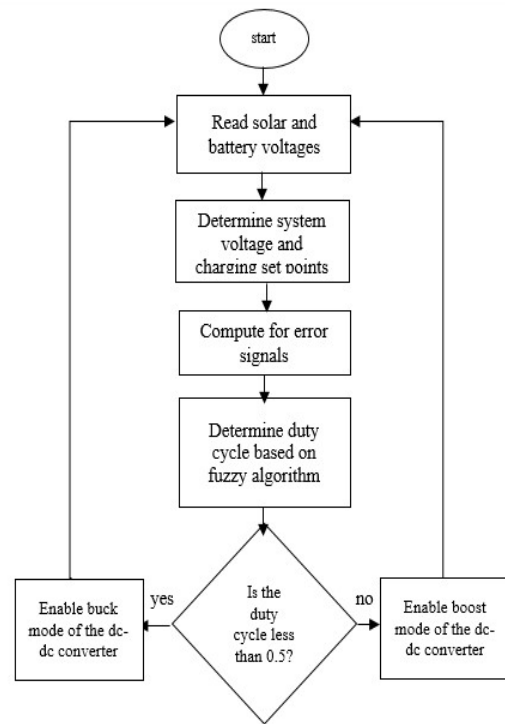 start
Read solar and
battery voltages
Determine system
voltage and
charging set points
Compute for error
signals
Determine duty
cycle based on
fuzzy algorithm
Is the
duty
cycle less
than 0.5?
yes
no
Enable buck
mode of the dc-
dc converter
Enable boost
mode of the dc-
dc converter